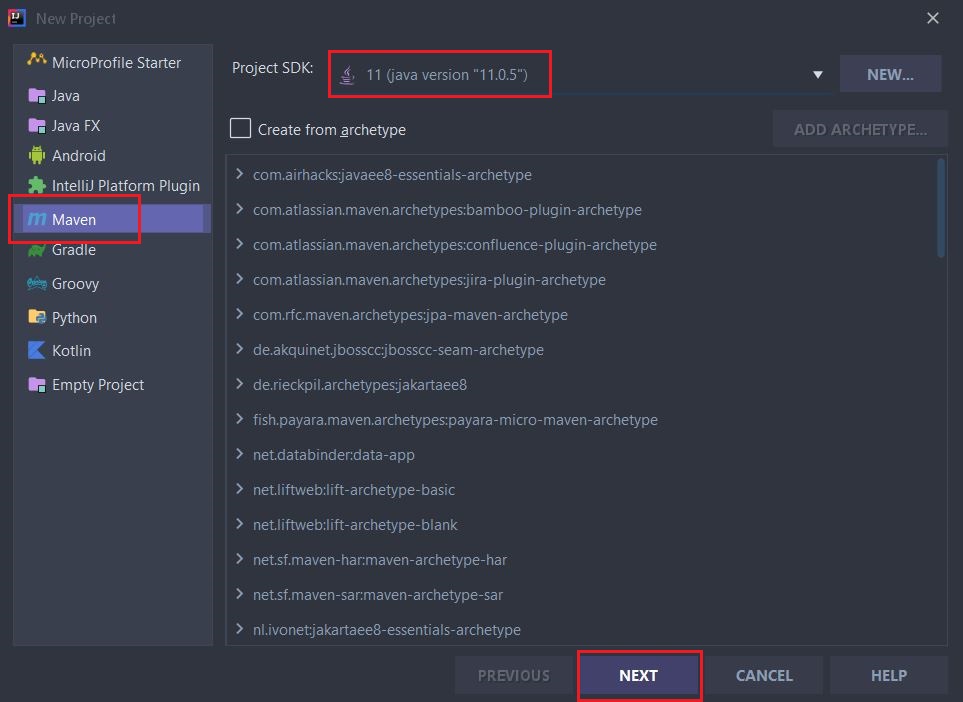 New Project
MicroProfile Starter
Java
Java FX
Android
IntelliJ Platform Plugin
Maven
Gradle
Groovy
Python
Kotlin
Empty Project
Project SDK: 11 (java version "11.0.5") NEW...
Create from archetype ADD ARCHETYPE...
com.airhacks:javaee8-essentials-archetype
com.atlassian.maven.archetypes:bamboo-plugin-archetype
com.atlassian.maven.archetypes:confluence-plugin-archetype
com.atlassian.maven.archetypes:jira-plugin-archetype
com.rfc.maven.archetypes:jpa-maven-archetype
de.akquinet.jbosscc:jbosscc-seam-archetype
de.rieckpil.archetypes:jakartaee8
fish.payara.maven.archetypes:payara-micro-maven-archetype
net.databinder:data-app
net.liftweb:lift-archetype-basic
net.liftweb:lift-archetype-blank
net.sf.maven-har:maven-archetype-har
net.sf.maven-sar:maven-archetype-sar
nl.ivonet:jakartaee8-essentials-archetype
PREVIOUS NEXT CANCEL HELP